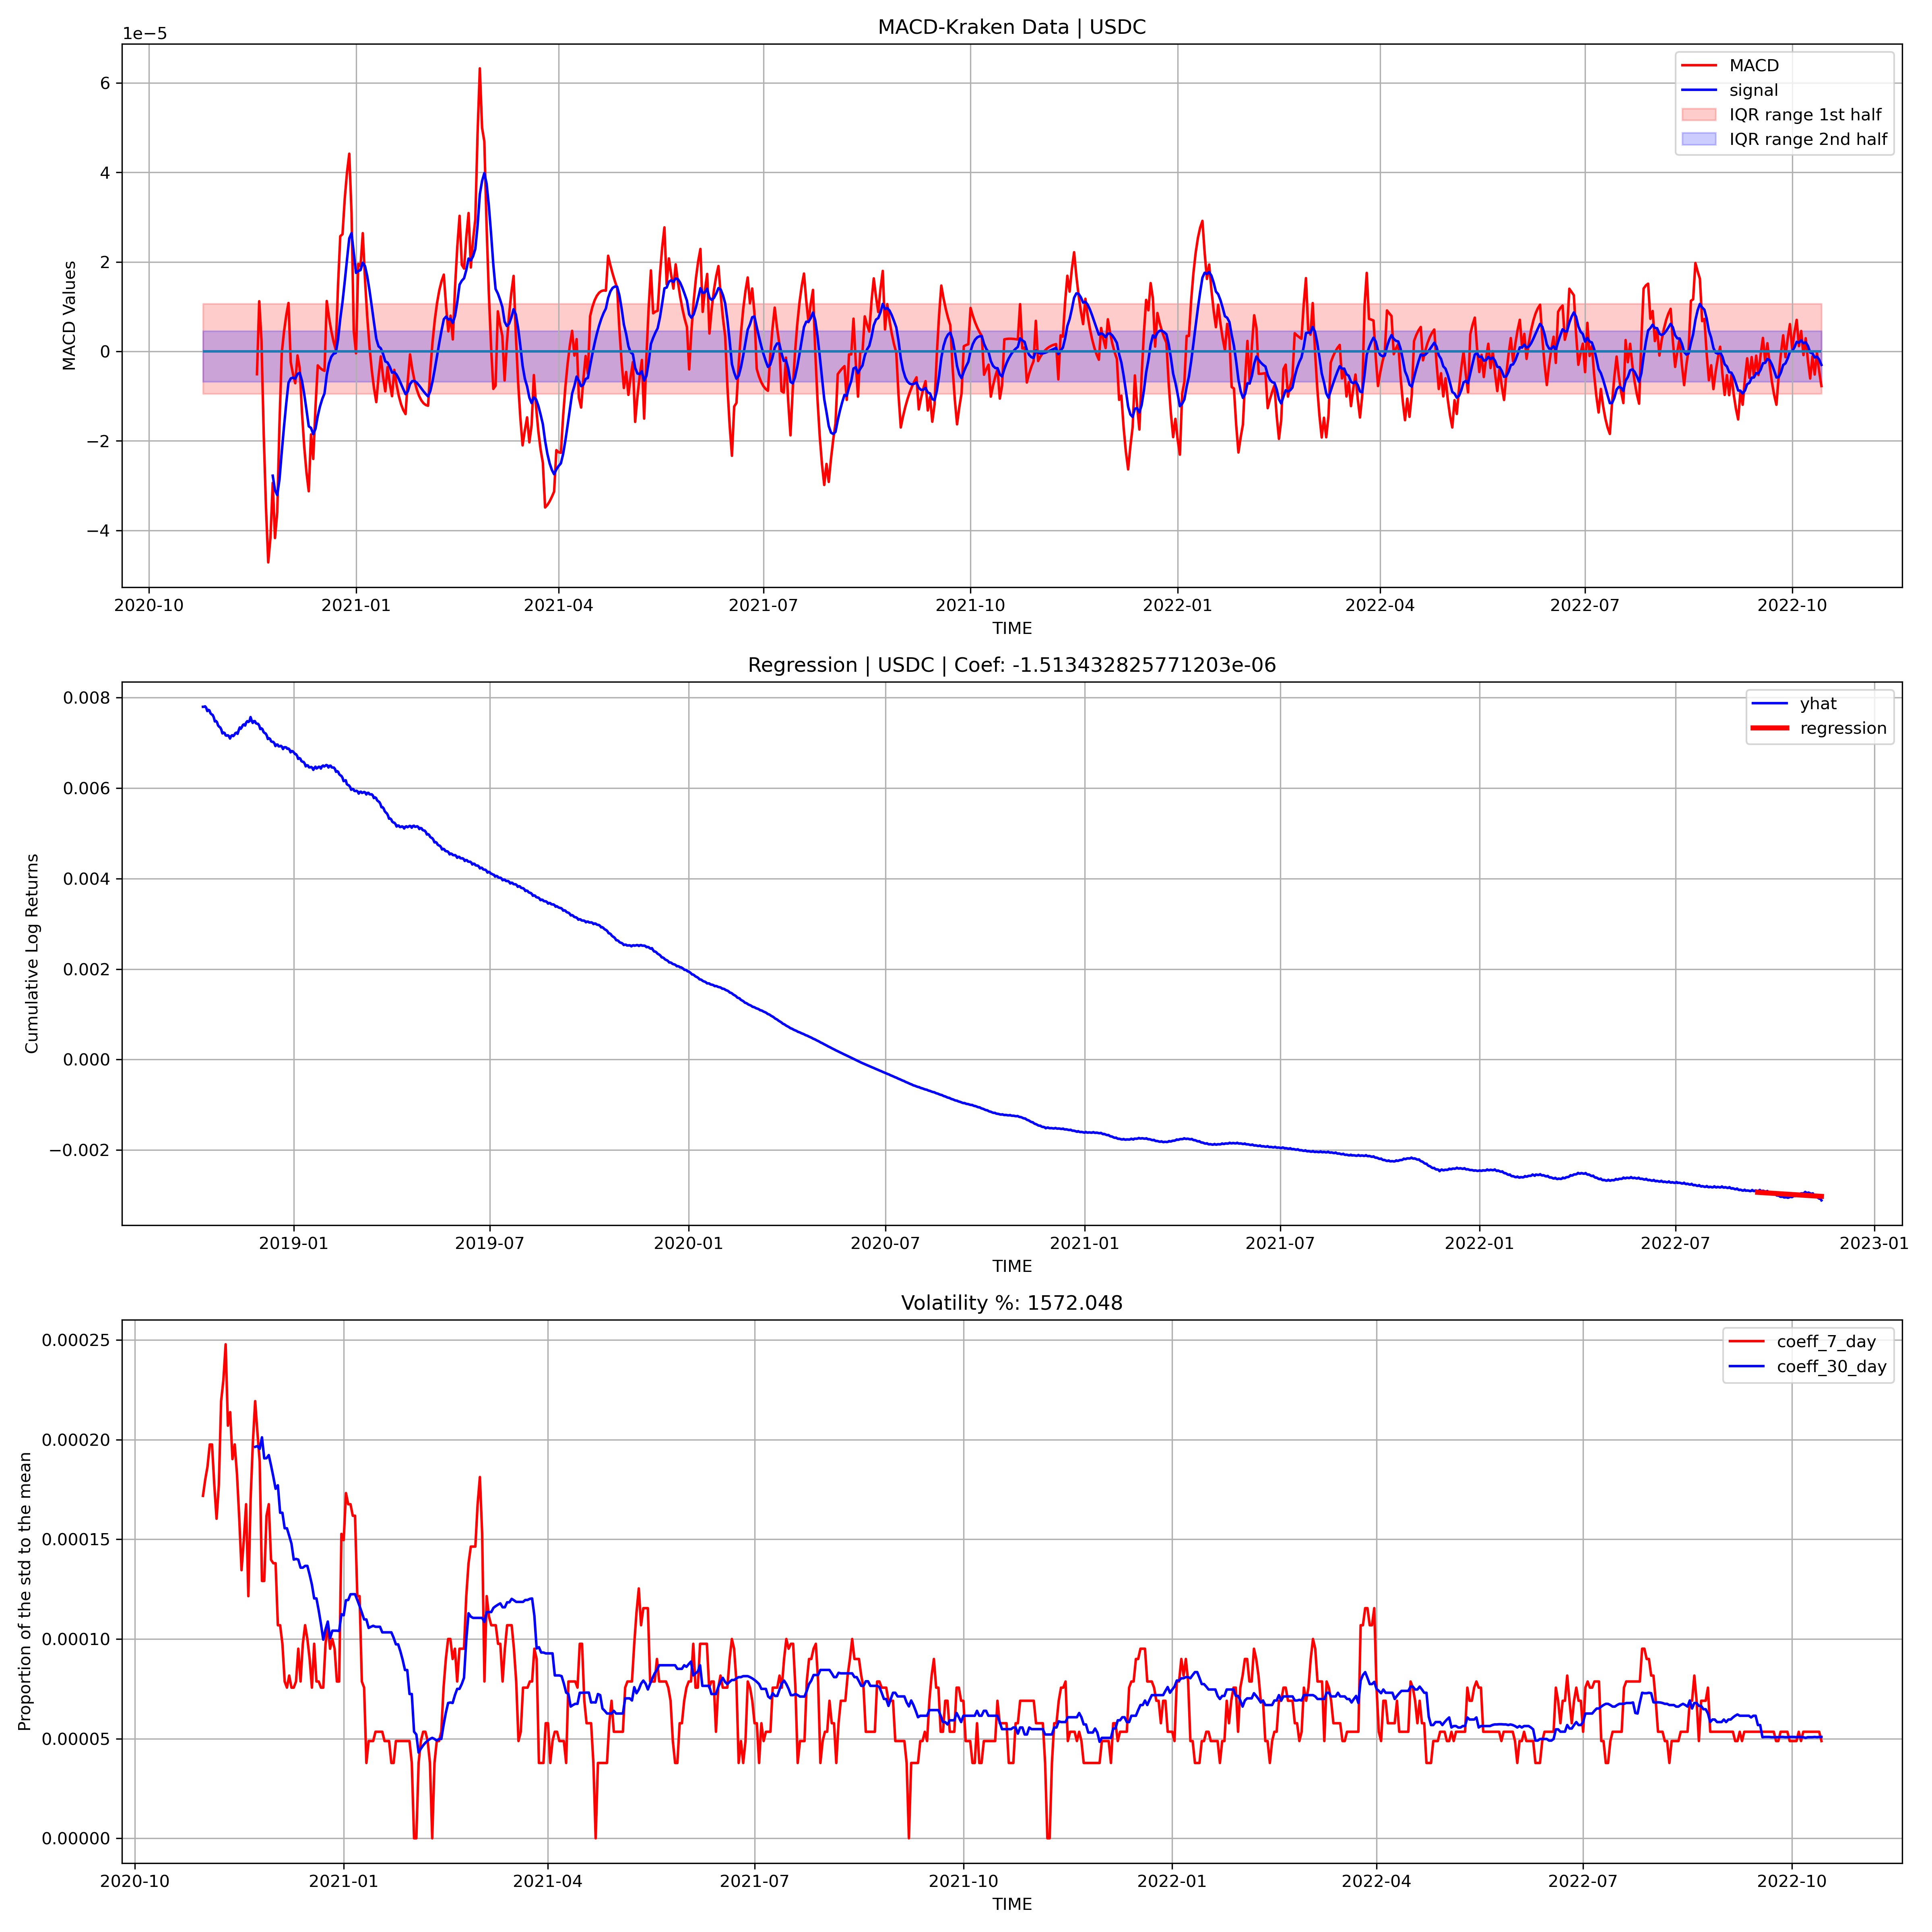 MACD-Kraken Data | USDC
1e−5
MACD
signal
IQR range 1st half
IQR range 2nd half
6
4
2
0
−2
−4
MACD Values
2020-10 2021-01 2021-04 2021-07 2021-10 2022-01 2022-04 2022-07 2022-10
TIME
Regression | USDC | Coef: -1.513432825771203e-06
yhat
regression
0.008
0.006
0.004
0.002
0.000
−0.002
Cumulative Log Returns
2019-01 2019-07 2020-01 2020-07 2021-01 2021-07 2022-01 2022-07 2023-01
TIME
Volatility %: 1572.048
coeff_7_day
coeff_30_day
0.00025
0.00020
0.00015
0.00010
0.00005
0.00000
Proportion of the std to the mean
2020-10 2021-01 2021-04 2021-07 2021-10 2022-01 2022-04 2022-07 2022-10
TIME